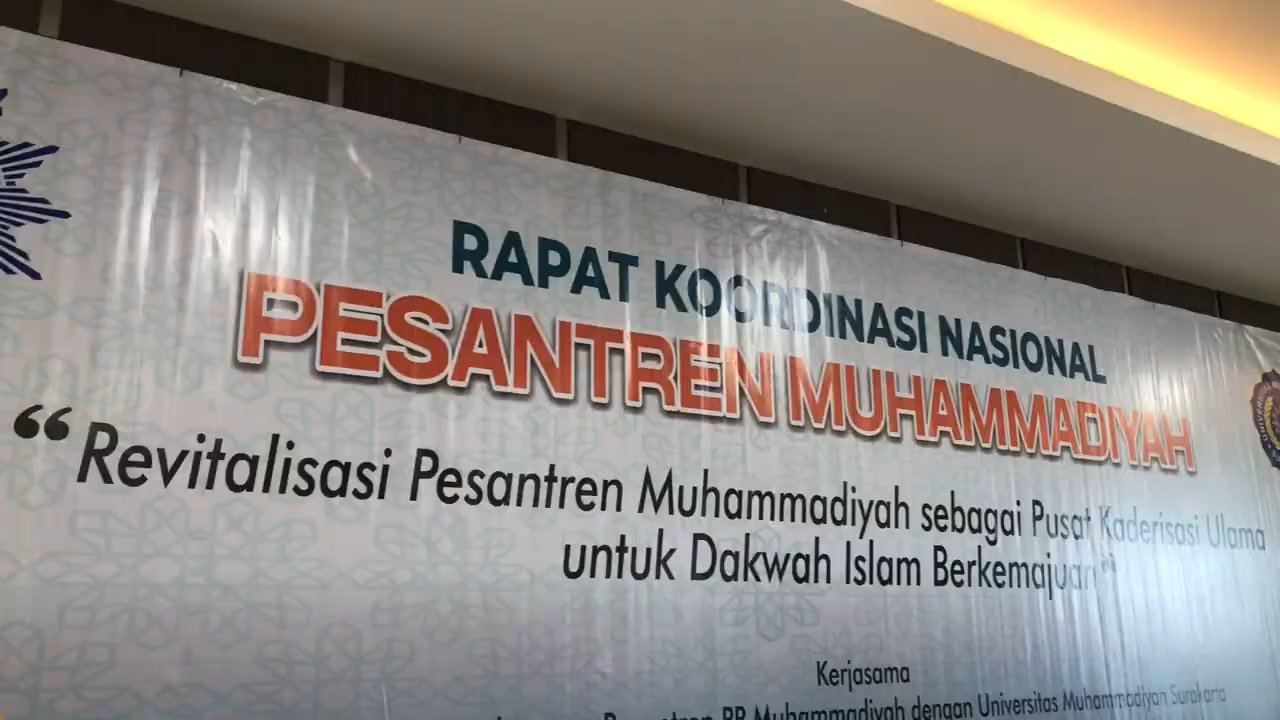 RAPAT KOORDINASI NASIONAL
PESANTREN MUHAMMADIYAH
“Revitalisasi Pesantren Muhammadiyah sebagai Pusat Kaderisasi Ulama
untuk Dakwah Islam Berkemajuan”
Kerjasama
Pesantren PP Muhammadiyah dengan Universitas Muhammadiyah Surakarta